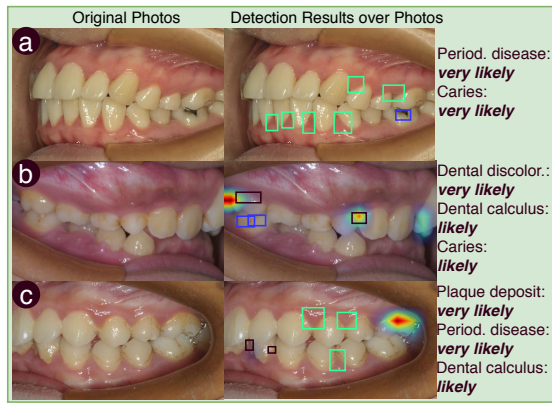 Original Photos
Detection Results over Photos
a
Period. disease:
very likely
Caries:
very likely
b
Dental discolor.:
very likely
Dental calculus:
likely
Caries:
likely
c
Plaque deposit:
very likely
Period. disease:
very likely
Dental calculus:
likely